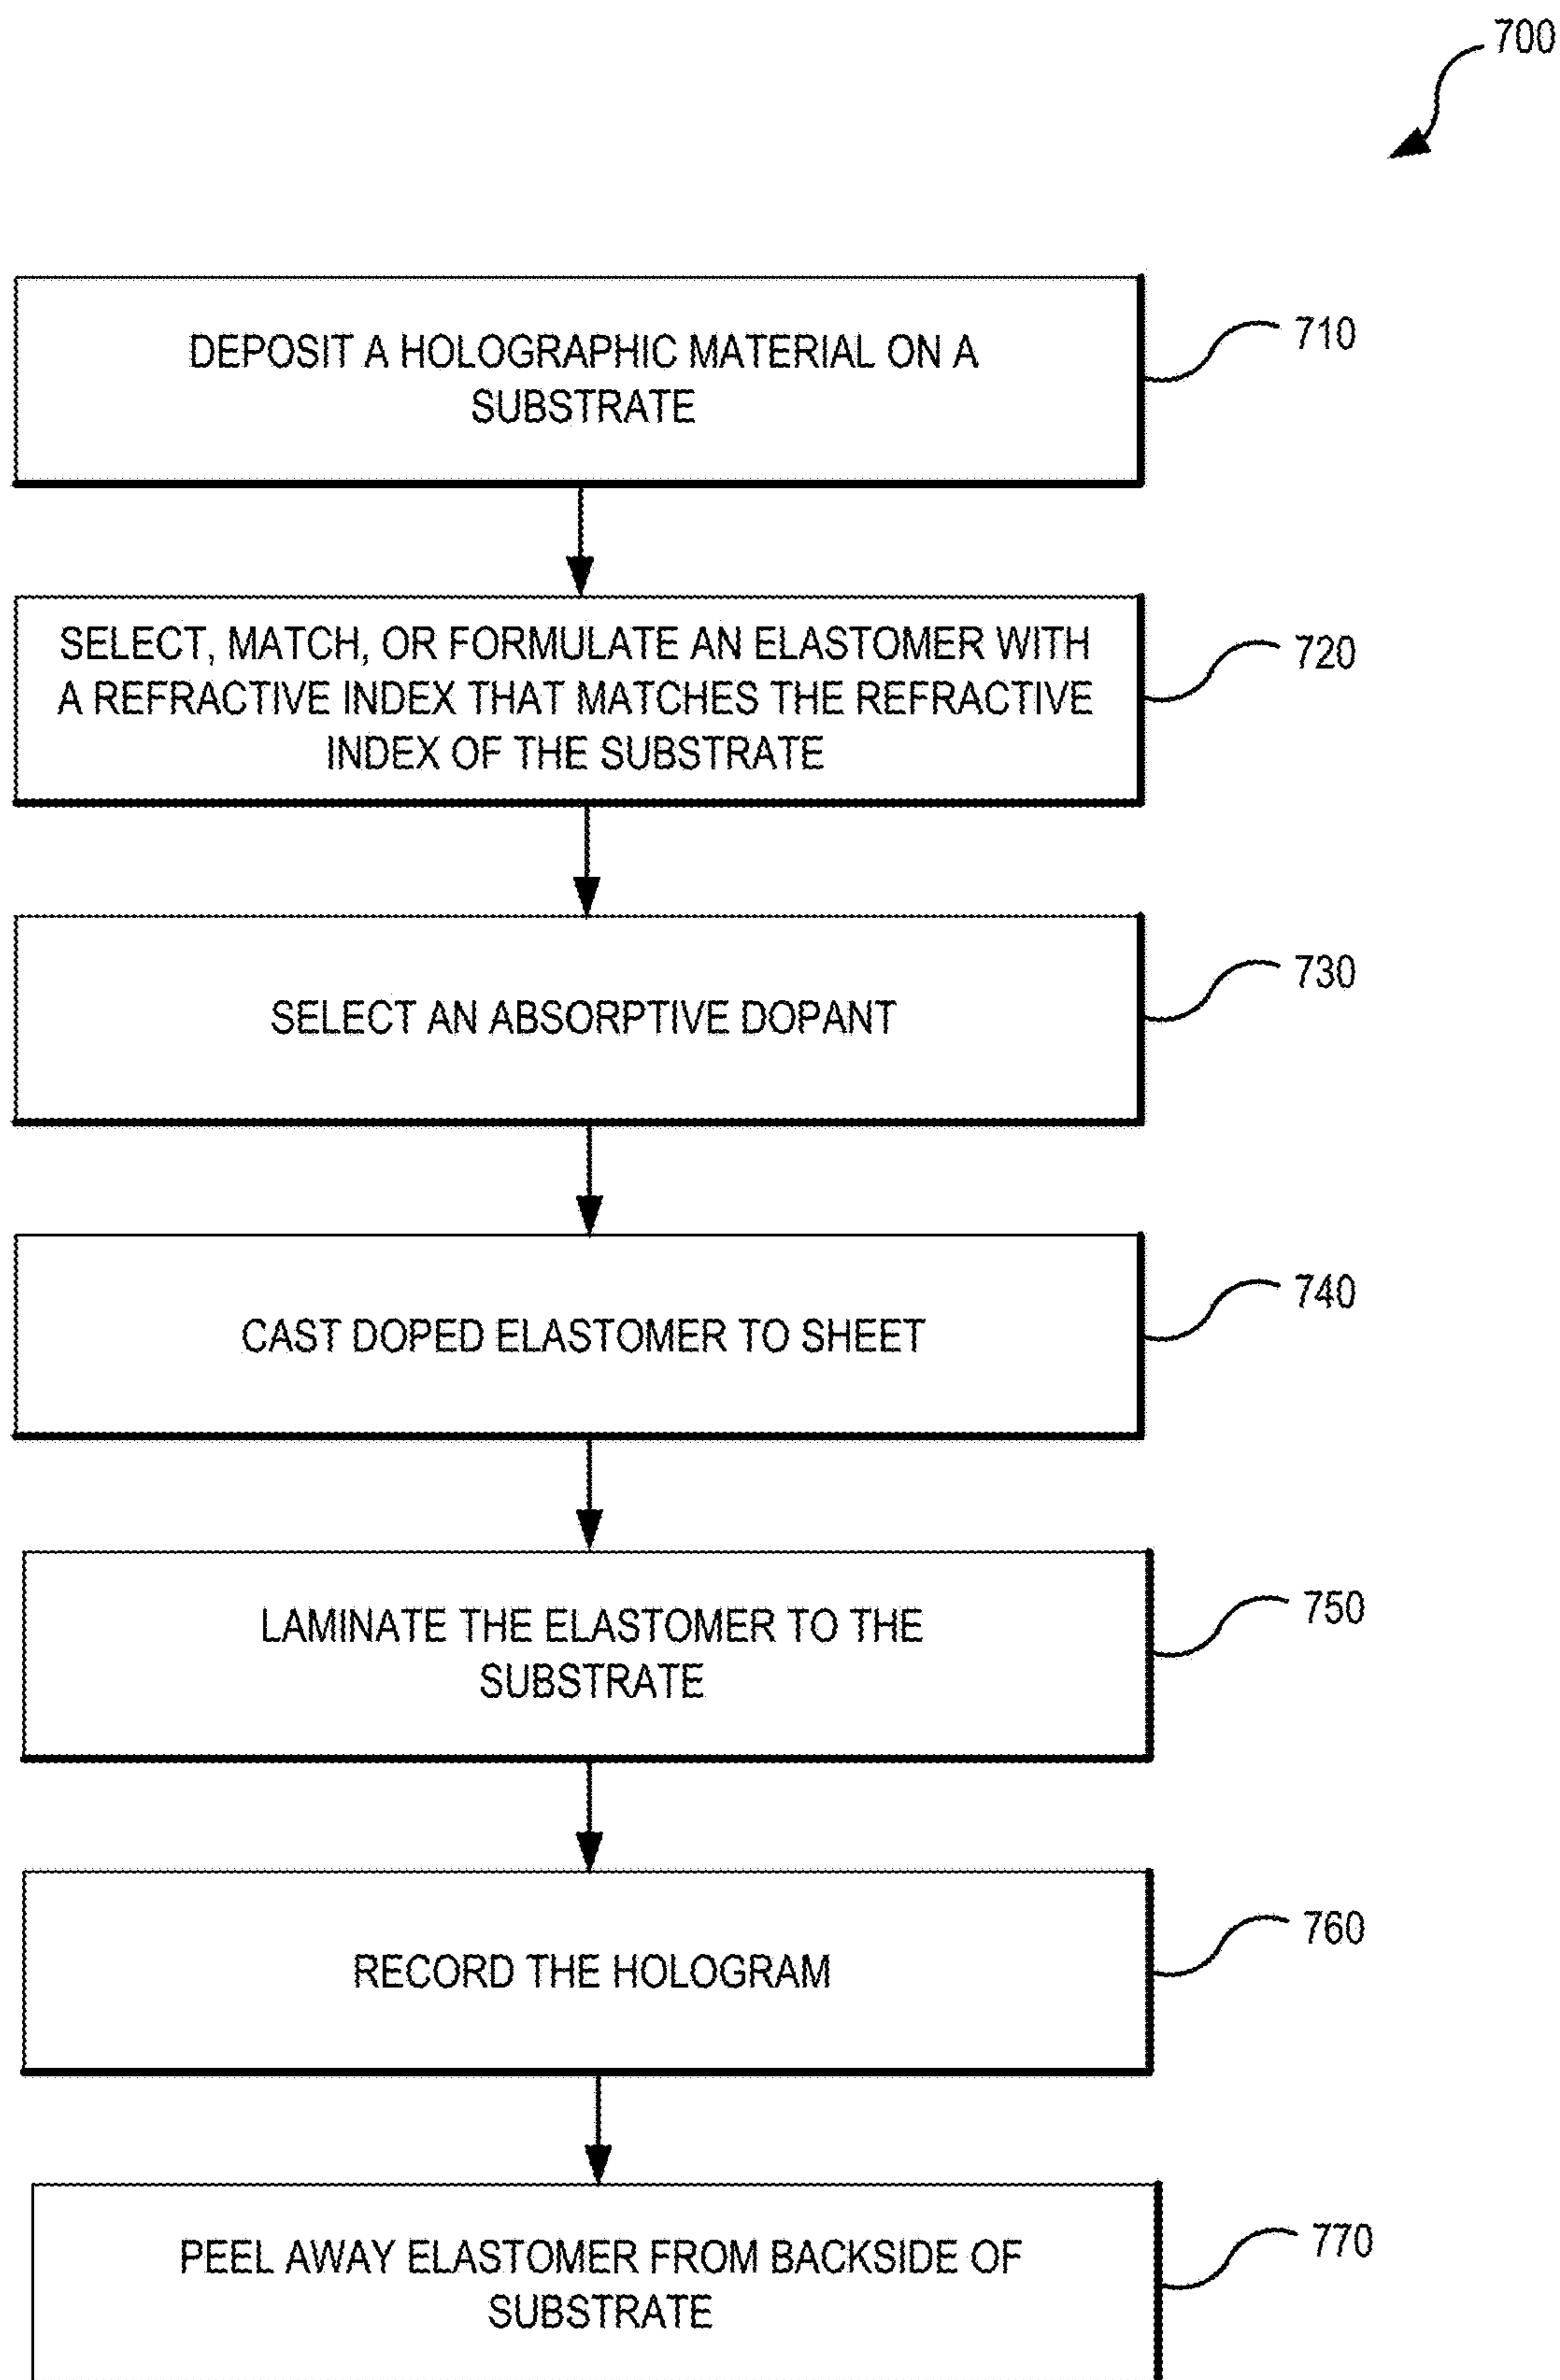 700
DEPOSIT A HOLOGRAPHIC MATERIAL ON A
SUBSTRATE
710
SELECT, MATCH, OR FORMULATE AN ELASTOMER WITH
A REFRACTIVE INDEX THAT MATCHES THE REFRACTIVE
INDEX OF THE SUBSTRATE
720
SELECT AN ABSORPTIVE DOPANT
730
CAST DOPED ELASTOMER TO SHEET
740
LAMINATE THE ELASTOMER TO THE
SUBSTRATE
750
RECORD THE HOLOGRAM
760
PEEL AWAY ELASTOMER FROM BACKSIDE OF
SUBSTRATE
770